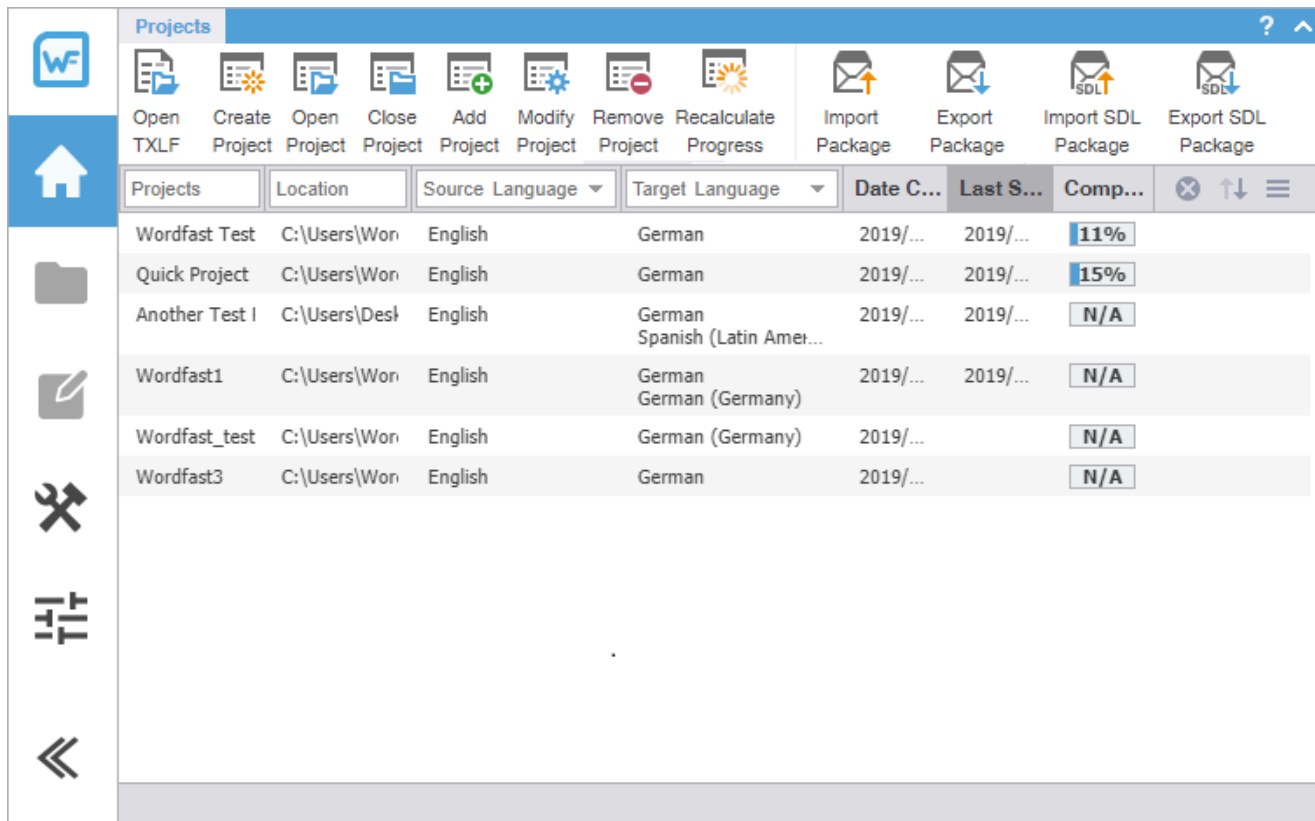 WF
Projects ?
Open TXLF
Create Project
Open Project
Close Project
Add Project
Modify Project
Remove Project
Recalculate Progress
Import Package
Export Package
SDL Import SDL Package
SDL Export SDL Package
Projects Location Source Language Target Language Date C... Last S... Comp...
Wordfast Test C:\Users\Wor English German 2019/... 2019/... 11%
Quick Project C:\Users\Wor English German 2019/... 2019/... 15%
Another Test C:\Users\Desk English German 2019/... 2019/... N/A
Spanish (Latin Amer...
Wordfast1 C:\Users\Wor English German 2019/... 2019/... N/A
German (Germany)
Wordfast_test C:\Users\Wor English German (Germany) 2019/... N/A
Wordfast3 C:\Users\Wor English German 2019/... N/A